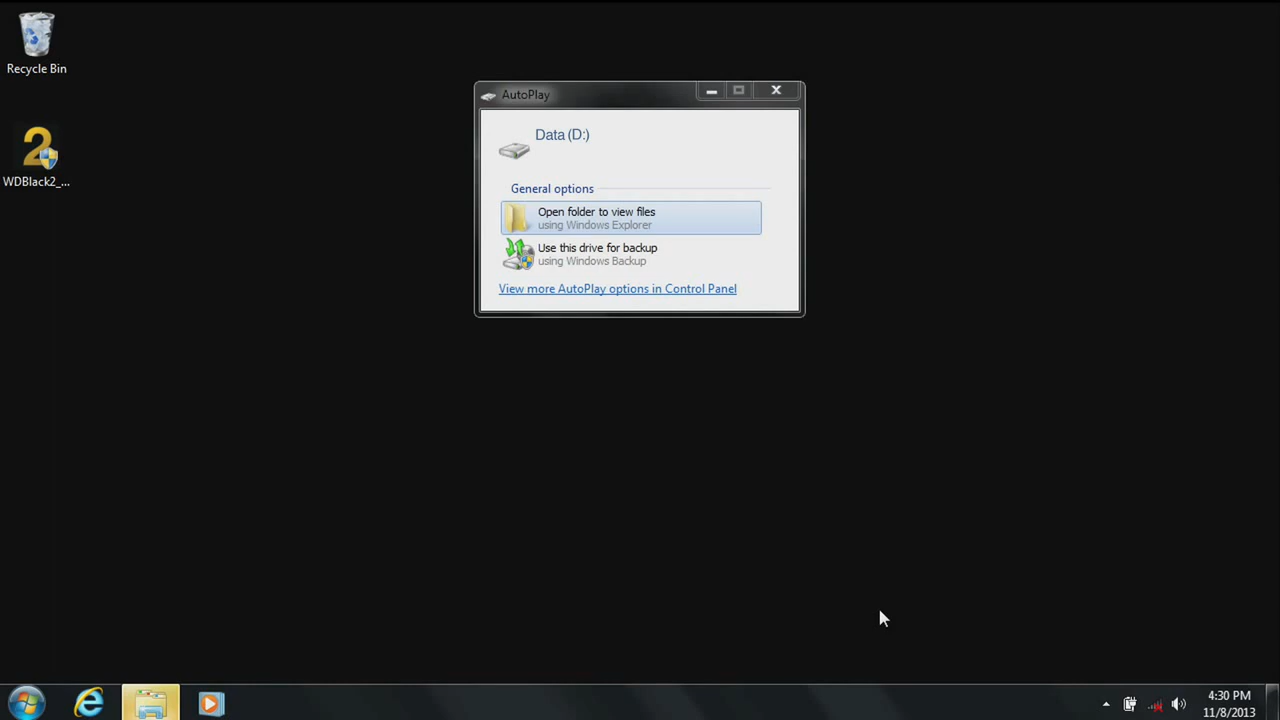 Recycle Bin
2
WDBlack2_...
AutoPlay
Data (D:)
General options
Open folder to view files
using Windows Explorer
Use this drive for backup
using Windows Backup
View more AutoPlay options in Control Panel
4:30 PM
11/8/2013